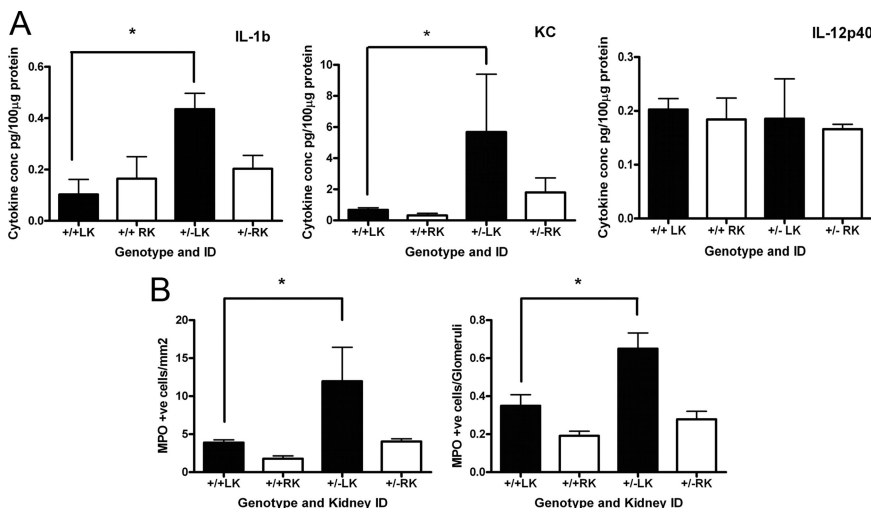 A
IL-1b
*
Cytokine conc pg/100µg protein
0.6
0.4
0.2
0.0
+/+LK +/+ RK +/-LK +/-RK
Genotype and ID
KC
*
Cytokine conc pg/100µg protein
10
8
6
4
2
0
+/+LK +/+RK +/-LK +/-RK
Genotype and ID
IL-12p40
Cytokine conc pg/100µg protein
0.3
0.2
0.1
0.0
+/+ LK +/+ RK +/- LK +/- RK
Genotype and ID
B
*
MPO +ve cells/mm2
20
15
10
5
0
+/+LK +/+RK +/-LK +/-RK
Genotype and Kidney ID
*
MPO +ve cells/Glomeruli
0.8
0.6
0.4
0.2
0.0
+/+LK +/+RK +/-LK +/-RK
Genotype and Kidney ID